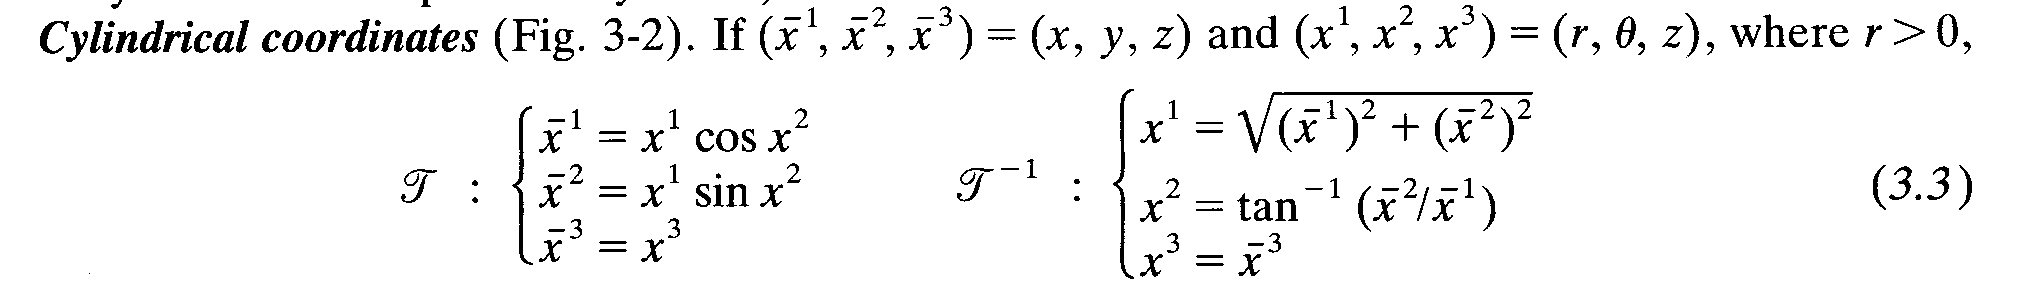 Cylindrical coordinates (Fig. 3-2). If (x̄¹, x̄², x̄³) = (x, y, z) and (x¹, x², x³) = (r, θ, z), where r > 0,
𝒯 : { x̄¹ = x¹ cos x²
x̄² = x¹ sin x²
x̄³ = x³
𝒯⁻¹ : { x¹ = √((x̄¹)² + (x̄²)²)
x² = tan⁻¹ (x̄²/x̄¹)
x³ = x̄³
(3.3)